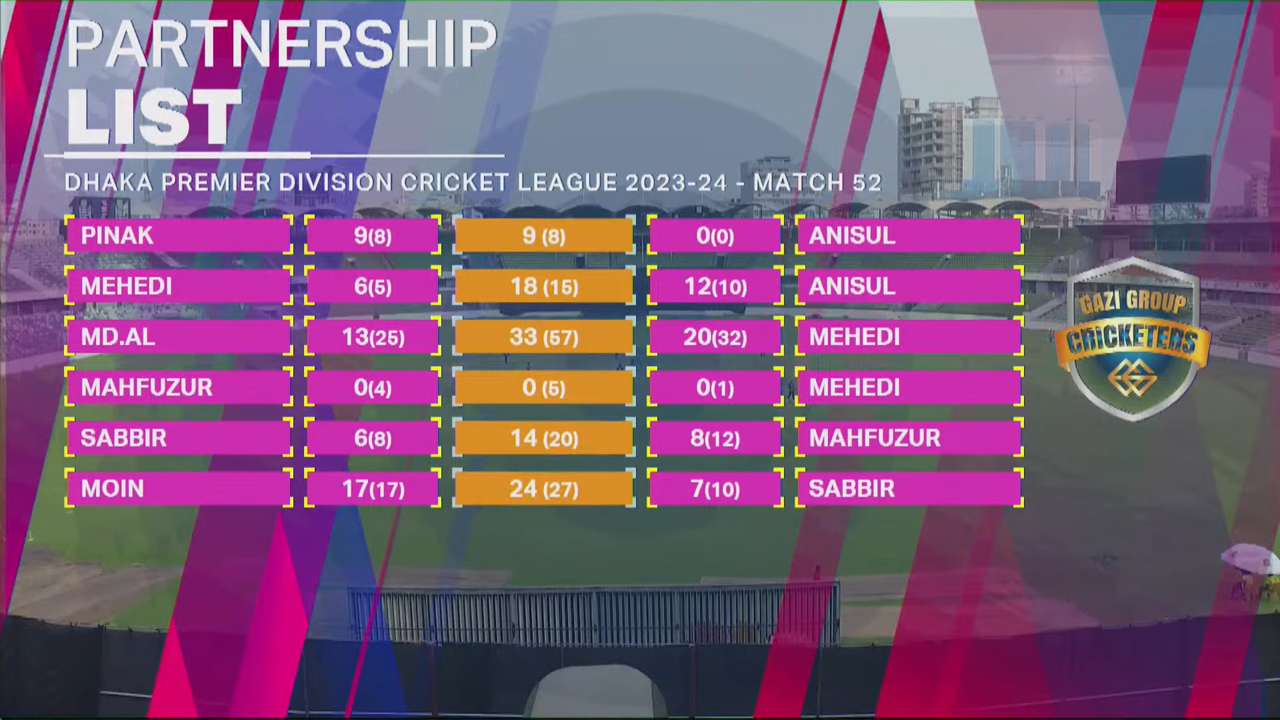 PARTNERSHIP
LIST
DHAKA PREMIER DIVISION CRICKET LEAGUE 2023-24 - MATCH 52
PINAK 9(8) 9 (8) 0(0) ANISUL
MEHEDI 6(5) 18 (15) 12(10) ANISUL
MD.AL 13(25) 33 (57) 20(32) MEHEDI
MAHFUZUR 0(4) 0 (5) 0(1) MEHEDI
SABBIR 6(8) 14 (20) 8(12) MAHFUZUR
MOIN 17(17) 24 (27) 7(10) SABBIR
GAZI GROUP
CRICKETERS